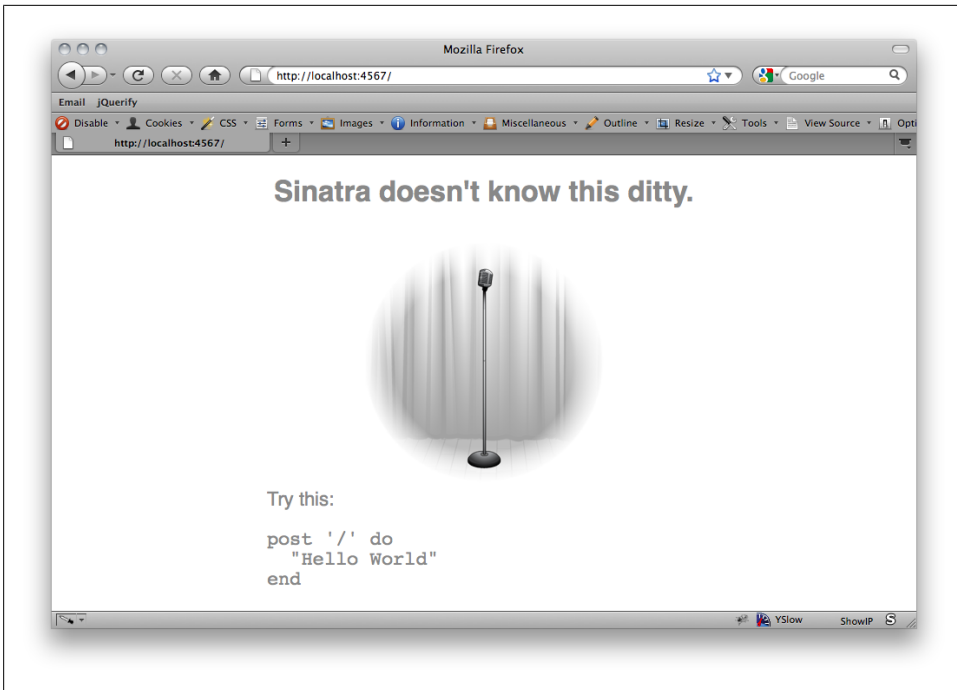 Mozilla Firefox
http://localhost:4567/
Google
Email jQuerify
Disable Cookies CSS Forms Images Information Miscellaneous Outline Resize Tools View Source Opti
http://localhost:4567/
Sinatra doesn't know this ditty.
Try this:
post '/' do
"Hello World"
end
YSlow ShowIP S